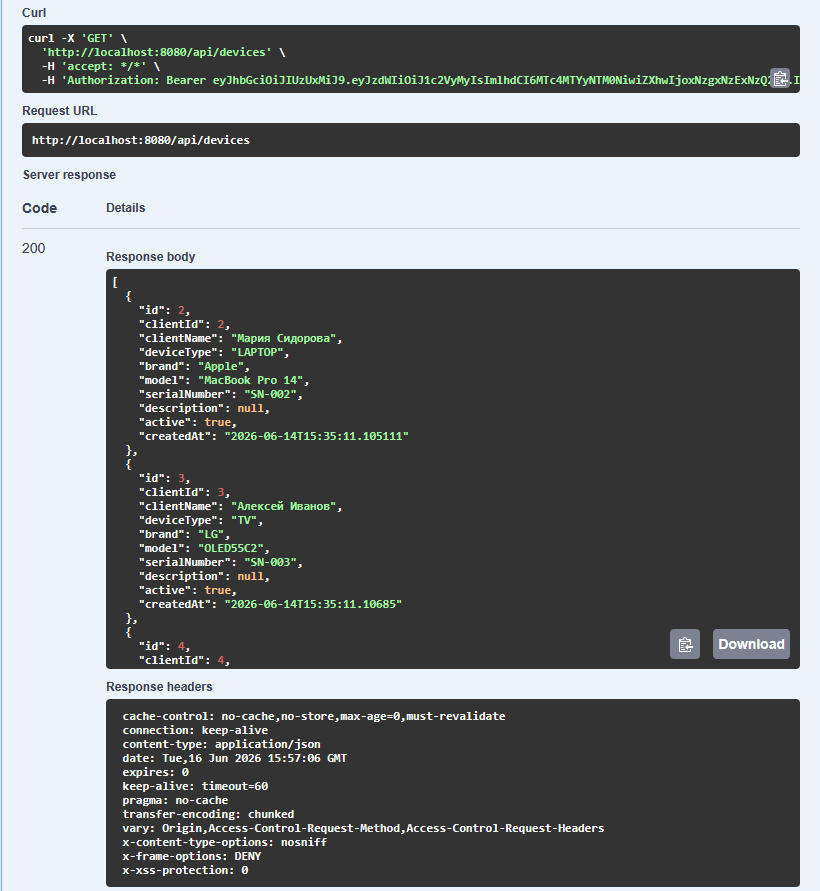 Curl
curl -X 'GET' \
'http://localhost:8080/api/devices' \
-H 'accept: */*' \
-H 'Authorization: Bearer
Request URL
http://localhost:8080/api/devices
Server response
Code Details
200
Response body
[
{
"id": 2,
"clientId": 2,
"clientName": "Мария Сидорова",
"deviceType": "LAPTOP",
"brand": "Apple",
"model": "MacBook Pro 14",
"serialNumber": "SN-002",
"description": null,
"active": true,
"createdAt": "2026-06-14T15:35:11.105111"
},
{
"id": 3,
"clientId": 3,
"clientName": "Алексей Иванов",
"deviceType": "TV",
"brand": "LG",
"model": "OLED55C2",
"serialNumber": "SN-003",
"description": null,
"active": true,
"createdAt": "2026-06-14T15:35:11.10685"
},
{
"id": 4,
"clientId": 4,
Download
Response headers
cache-control: no-cache,no-store,max-age=0,must-revalidate
connection: keep-alive
content-type: application/json
date: Tue,16 Jun 2026 15:57:06 GMT
expires: 0
keep-alive: timeout=60
pragma: no-cache
transfer-encoding: chunked
vary: Origin,Access-Control-Request-Method,Access-Control-Request-Headers
x-content-type-options: nosniff
x-frame-options: DENY
x-xss-protection: 0